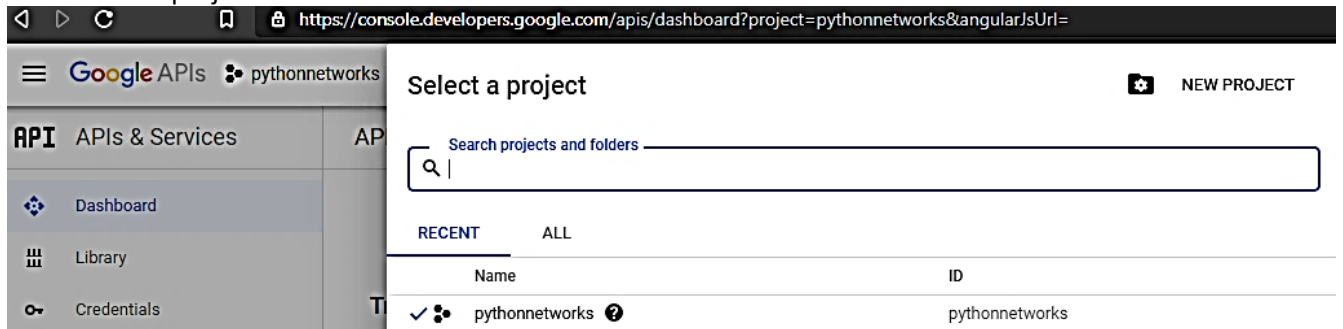 https://console.developers.google.com/apis/dashboard?project=pythonnetworks&angularJsUrl=
Google APIs pythonnetworks
Select a project
NEW PROJECT
API APIs & Services
AP
Search projects and folders
Dashboard
RECENT ALL
Library
Name ID
Credentials
pythonnetworks pythonnetworks